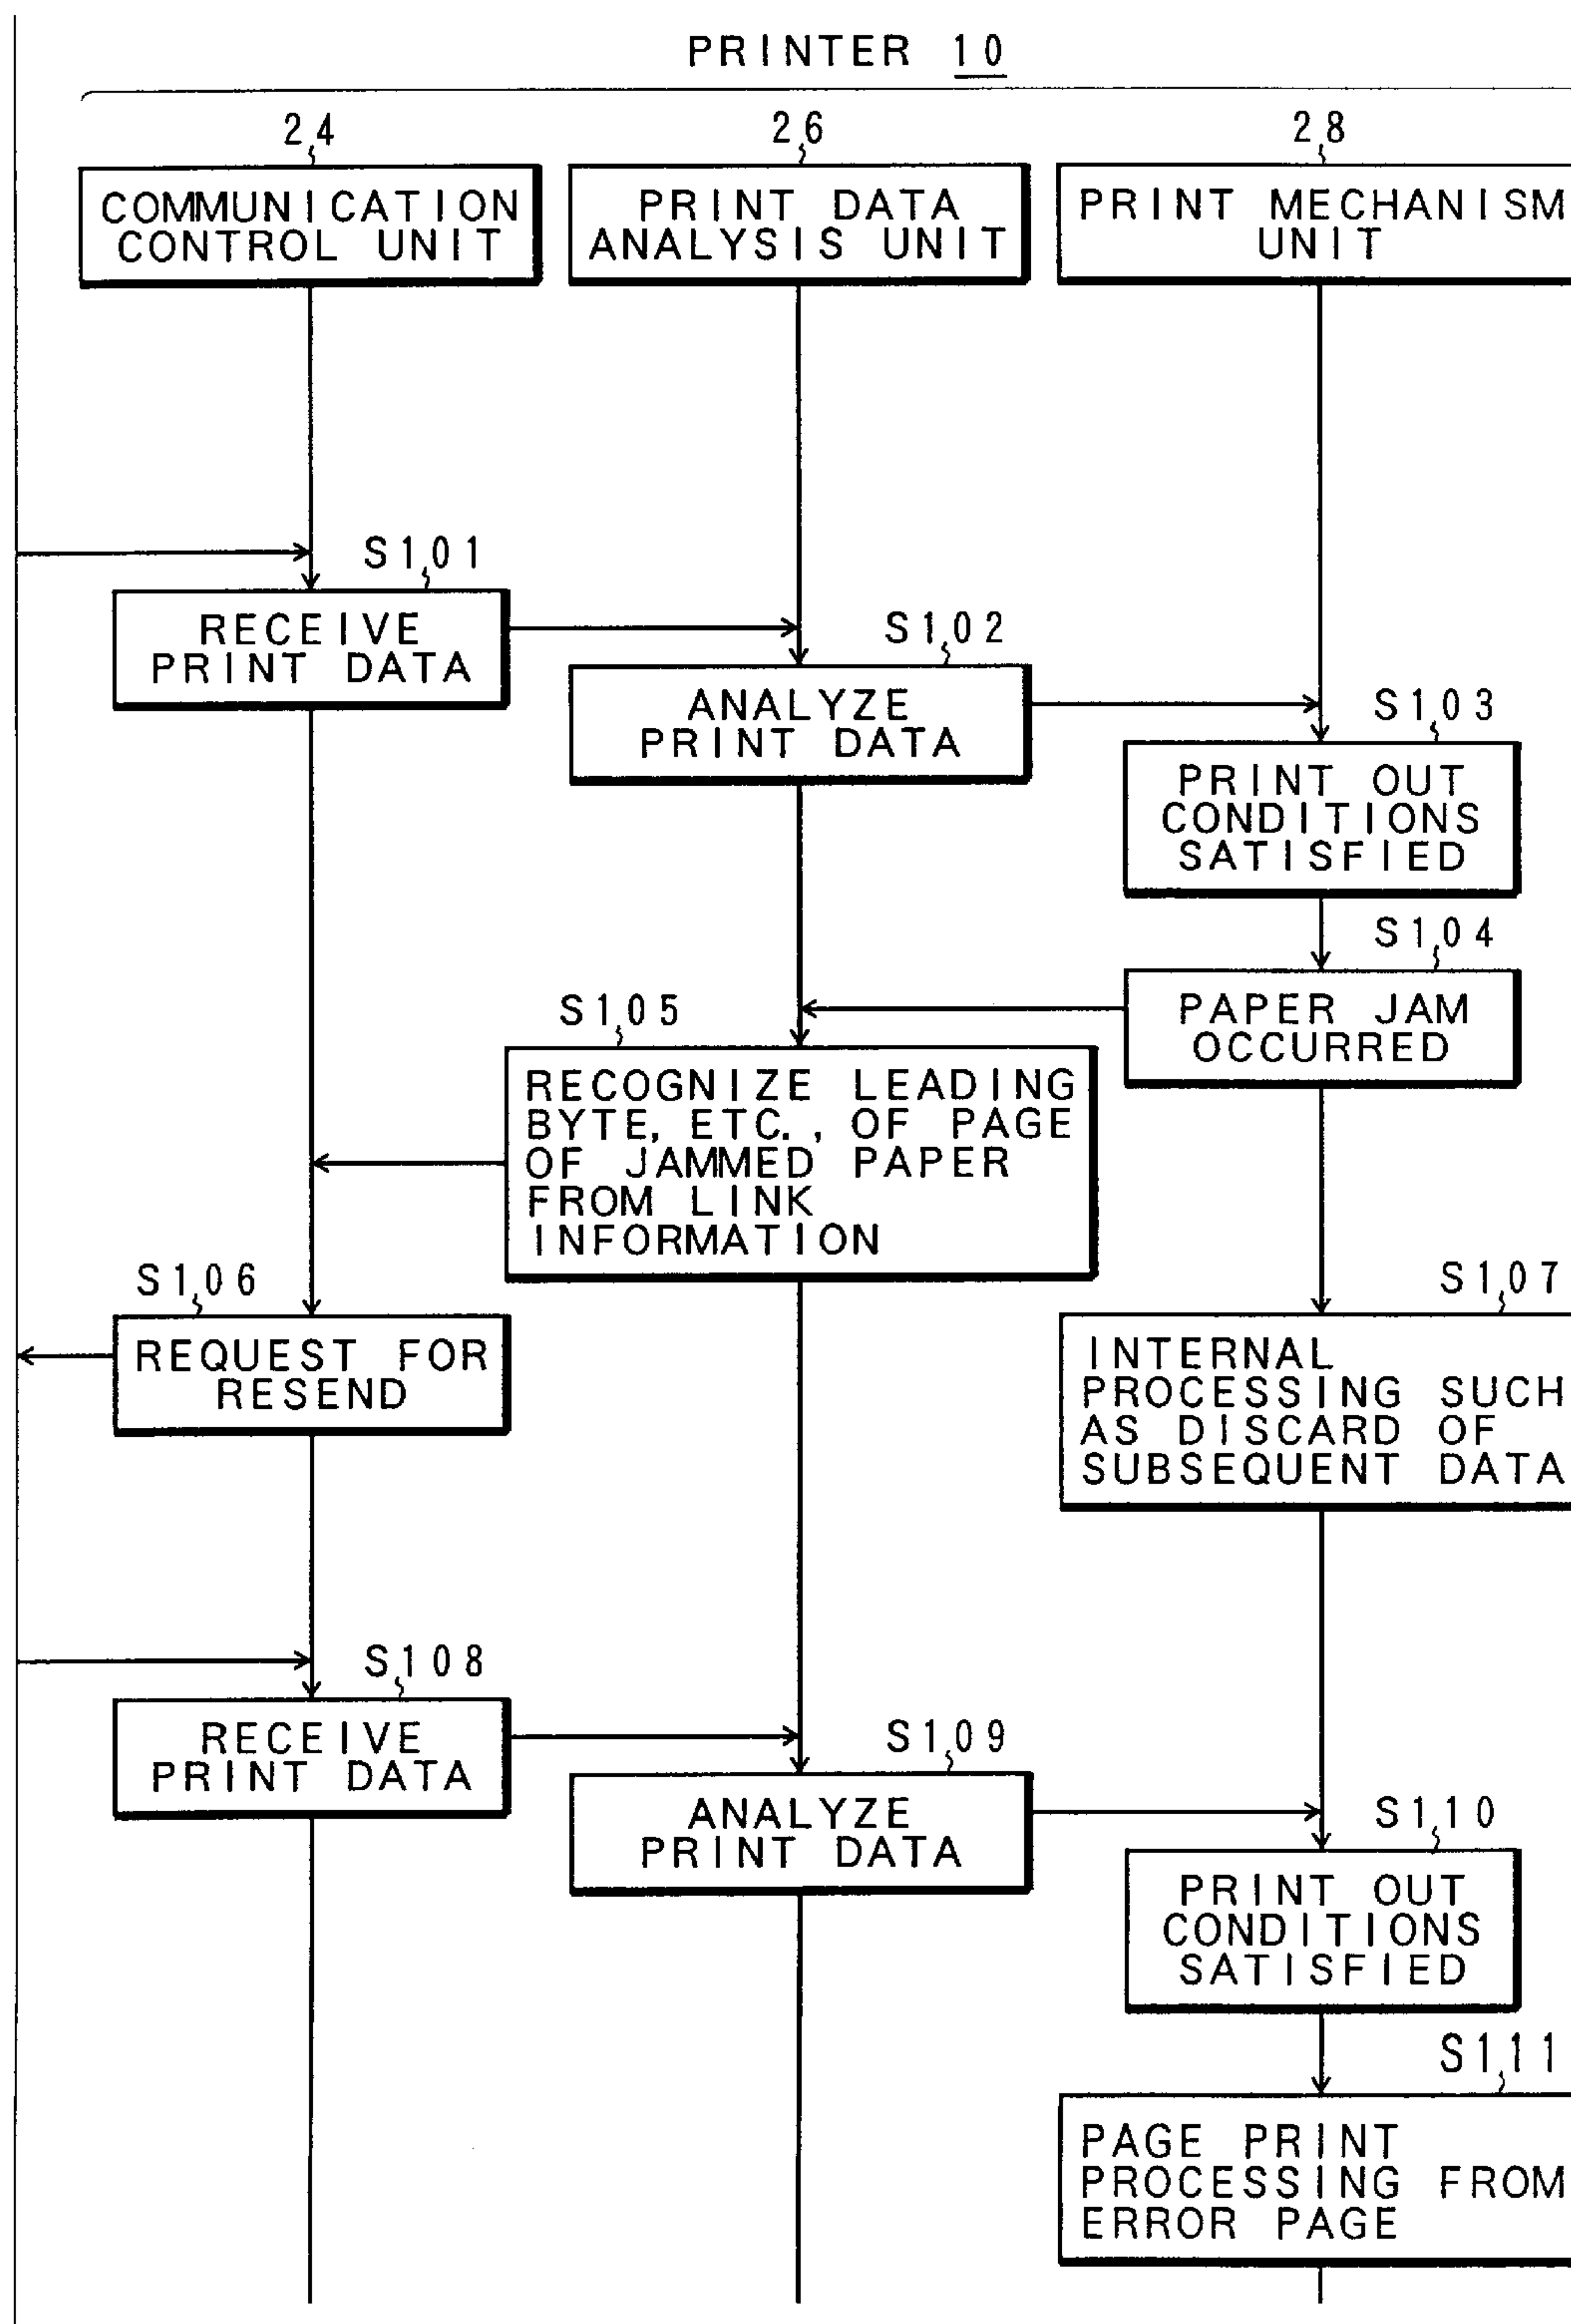 PRINTER 10
24
26
28
COMMUNICATION
CONTROL UNIT
PRINT DATA
ANALYSIS UNIT
PRINT MECHANISM
UNIT
S101
RECEIVE
PRINT DATA
S102
ANALYZE
PRINT DATA
S103
PRINT OUT
CONDITIONS
SATISFIED
S104
PAPER JAM
OCCURRED
S105
RECOGNIZE LEADING
BYTE, ETC., OF PAGE
OF JAMMED PAPER
FROM LINK
INFORMATION
S106
REQUEST FOR
RESEND
S107
INTERNAL
PROCESSING SUCH
AS DISCARD OF
SUBSEQUENT DATA
S108
RECEIVE
PRINT DATA
S109
ANALYZE
PRINT DATA
S110
PRINT OUT
CONDITIONS
SATISFIED
S111
PAGE PRINT
PROCESSING FROM
ERROR PAGE